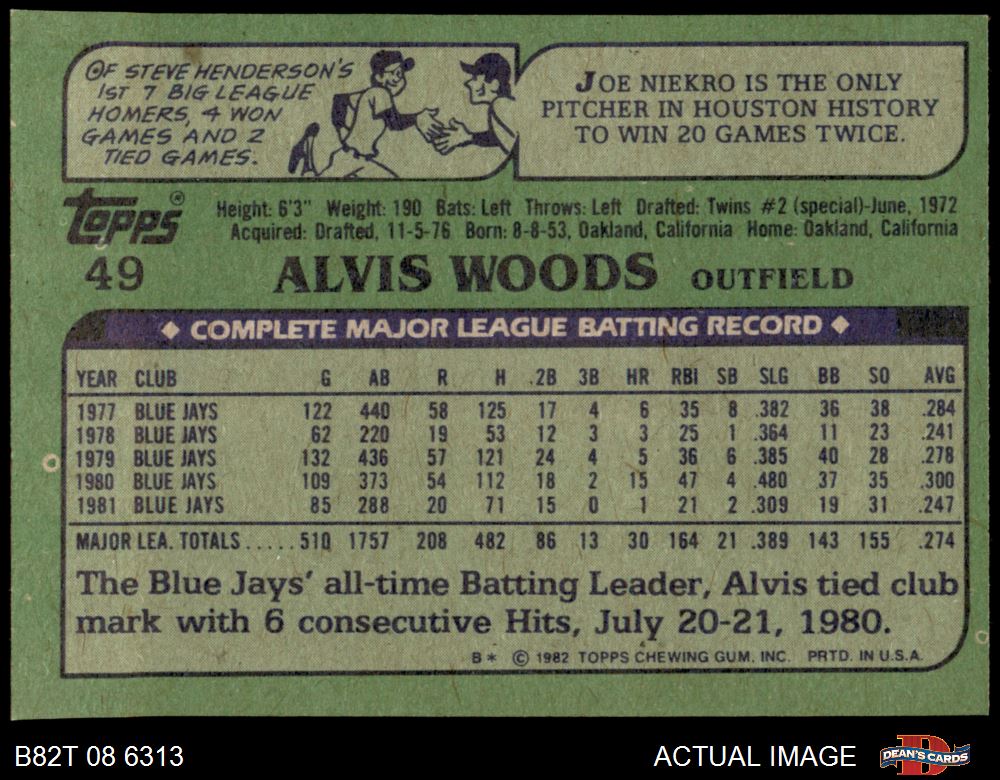 OF STEVE HENDERSON'S
1ST 7 BIG LEAGUE
HOMERS, 4 WON
GAMES AND 2
TIED GAMES.
JOE NIEKRO IS THE ONLY
PITCHER IN HOUSTON HISTORY
TO WIN 20 GAMES TWICE.
topps®
Height: 6'3" Weight: 190 Bats: Left Throws: Left Drafted: Twins #2 (special)-June, 1972
Acquired: Drafted, 11-5-76 Born: 8-8-53, Oakland, California Home: Oakland, California
49 ALVIS WOODS OUTFIELD
◆ COMPLETE MAJOR LEAGUE BATTING RECORD ◆
YEAR CLUB G AB R H 2B 3B HR RBI SB SLG BB SO AVG
1977 BLUE JAYS 122 440 58 125 17 4 6 35 8 .382 36 38 .284
1978 BLUE JAYS 62 220 19 53 12 3 3 25 1 .364 11 23 .241
1979 BLUE JAYS 132 436 57 121 24 4 5 36 6 .385 40 28 .278
1980 BLUE JAYS 109 373 54 112 18 2 15 47 4 .480 37 35 .300
1981 BLUE JAYS 85 288 20 71 15 0 1 21 2 .309 19 31 .247
MAJOR LEA. TOTALS ..... 510 1757 208 482 86 13 30 164 21 .389 143 155 .274
The Blue Jays' all-time Batting Leader, Alvis tied club
mark with 6 consecutive Hits, July 20-21, 1980.
B* © 1982 TOPPS CHEWING GUM, INC. PRTD. IN U.S.A.
B82T 08 6313
ACTUAL IMAGE
DEAN'S CARDS